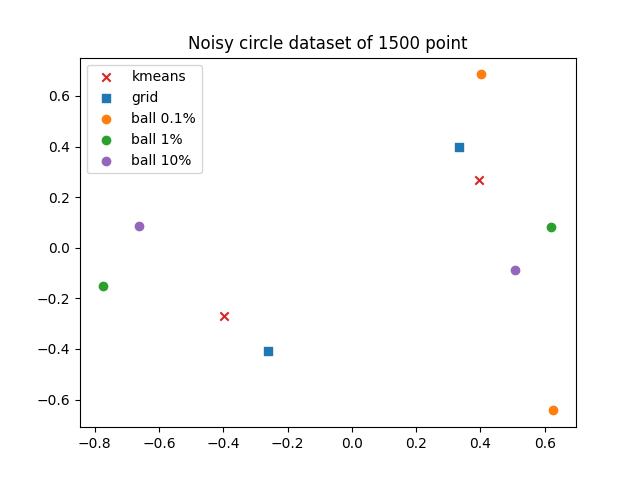 Noisy circle dataset of 1500 point
kmeans
grid
ball 0.1%
ball 1%
ball 10%
0.6
0.4
0.2
0.0
−0.2
−0.4
−0.6
−0.8 −0.6 −0.4 −0.2 0.0 0.2 0.4 0.6